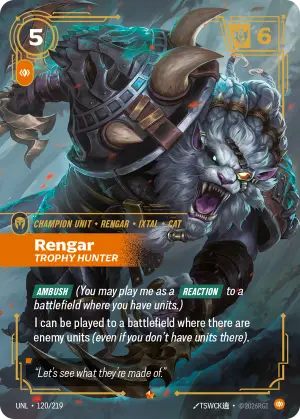 5
6
CHAMPION UNIT • RENGAR • IXTAL • CAT
Rengar
TROPHY HUNTER
AMBUSH (You may play me as a REACTION to a
battlefield where you have units.)
I can be played to a battlefield where there are
enemy units (even if you don't have units there).
"Let's see what they're made of."
UNL • 120/219
©2026RGI